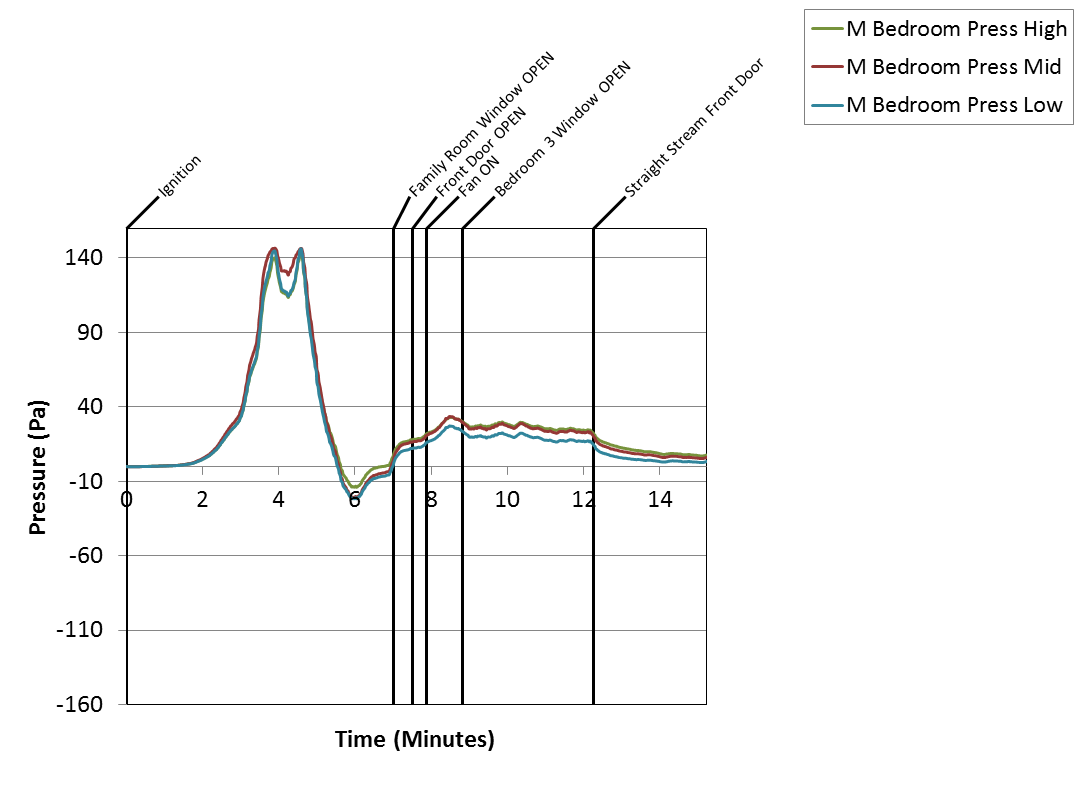 M Bedroom Press High
M Bedroom Press Mid
M Bedroom Press Low
Ignition
Family Room Window OPEN
Front Door OPEN
Fan ON
Bedroom 3 Window OPEN
Straight Stream Front Door
Pressure (Pa)
140
90
40
-10
-60
-110
-160
0 2 4 6 8 10 12 14
Time (Minutes)